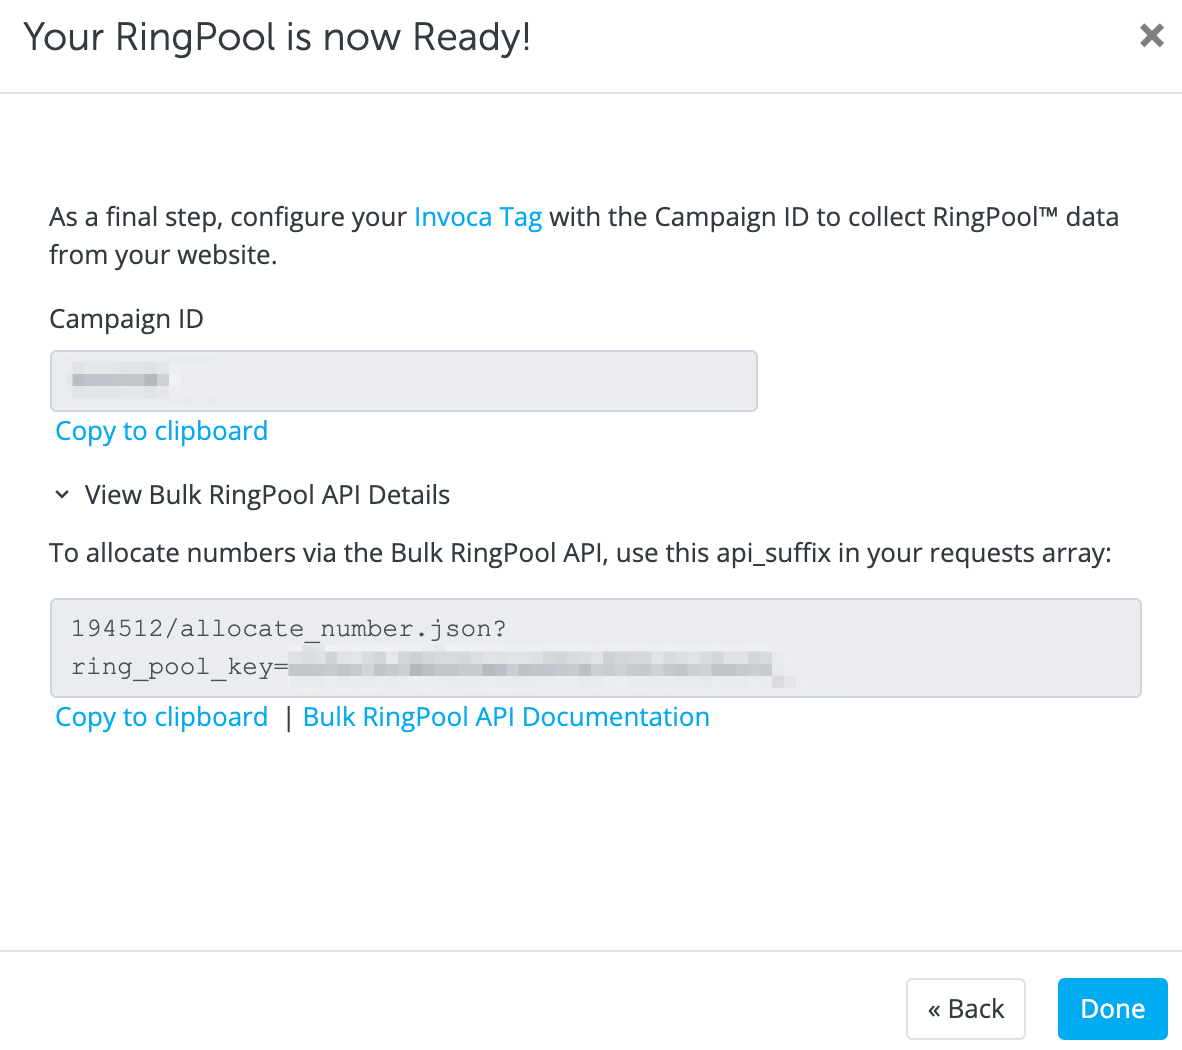 Your RingPool is now Ready!
As a final step, configure your Invoca Tag with the Campaign ID to collect RingPool™ data
from your website.
Campaign ID
Copy to clipboard
View Bulk RingPool API Details
To allocate numbers via the Bulk RingPool API, use this api_suffix in your requests array:
194512/allocate_number.json?
ring_pool_key=
Copy to clipboard | Bulk RingPool API Documentation
« Back
Done